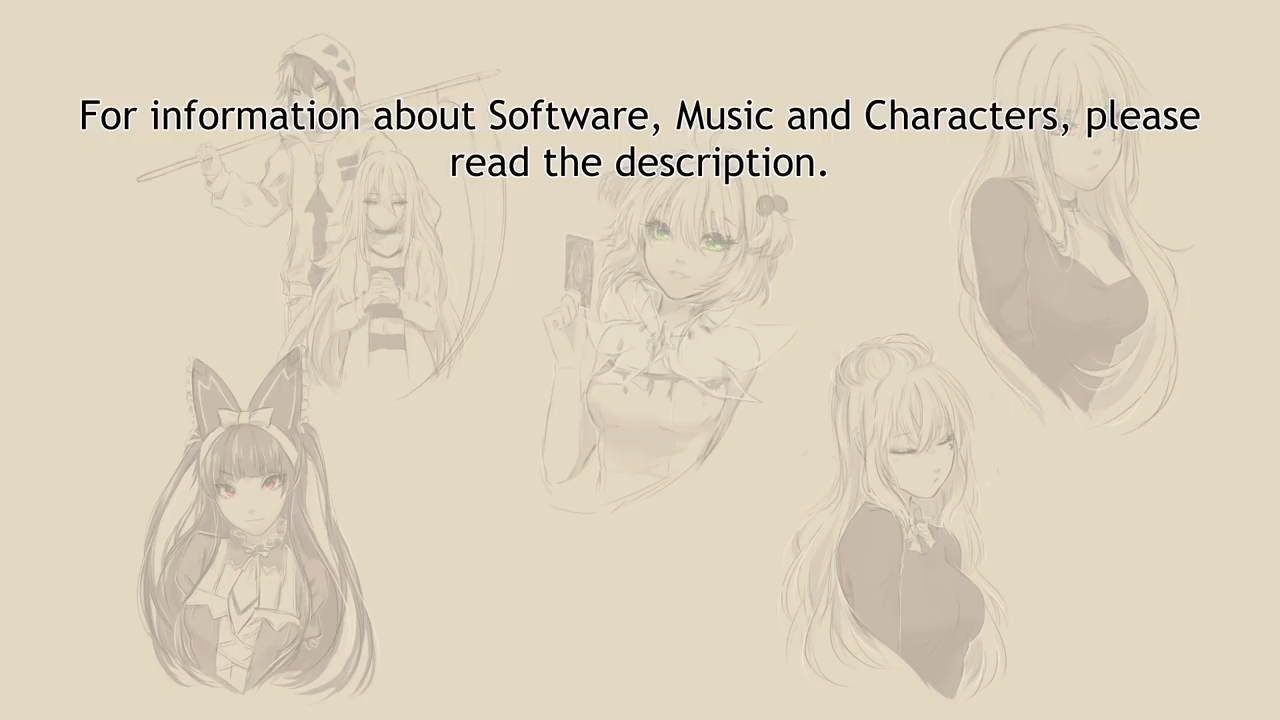 For information about Software, Music and Characters, please
read the description.